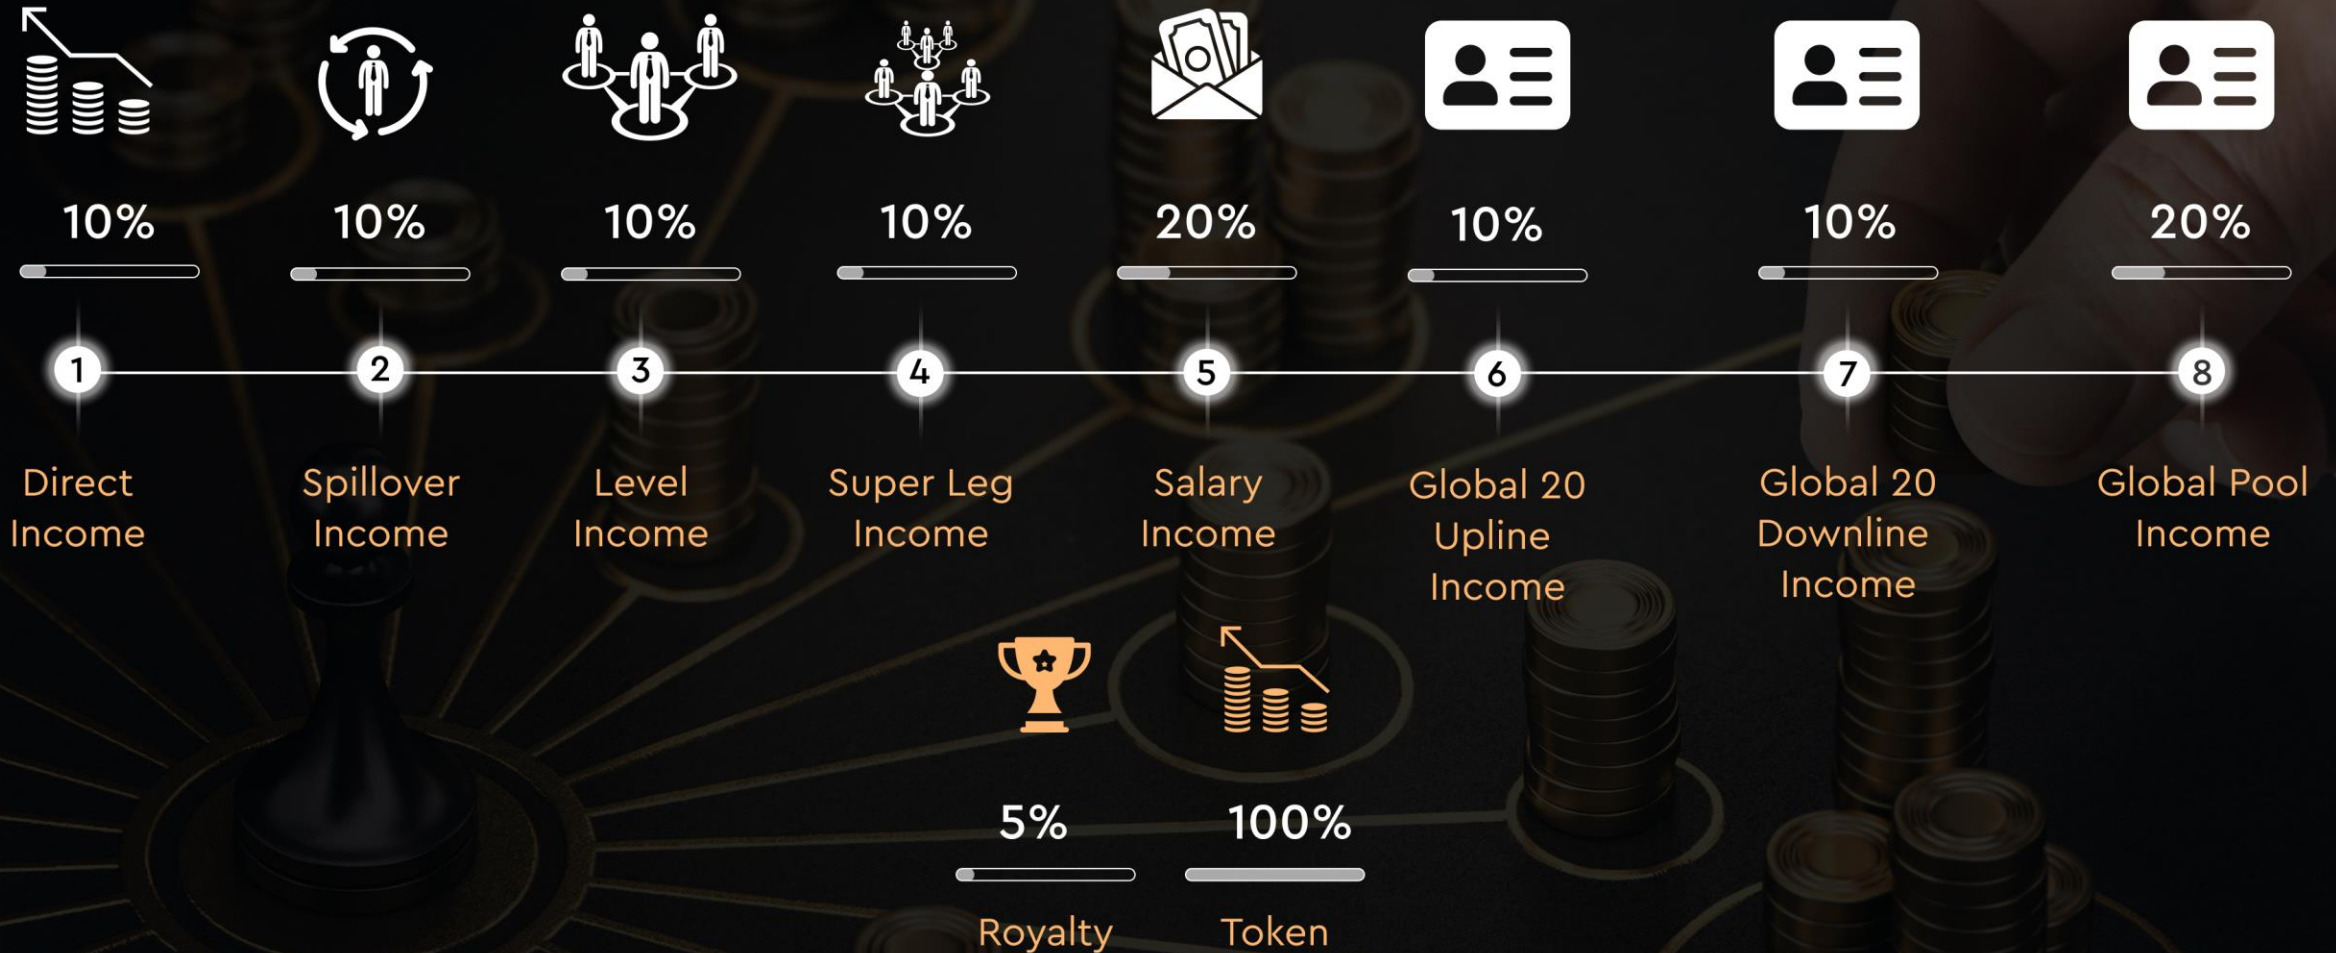 10% 10% 10% 10% 20% 10% 10% 20%
1 2 3 4 5 6 7 8
Direct Spillover Level Super Leg Salary Global 20 Global 20 Global Pool
Income Income Income Income Income Upline Downline Income
Income Income
5% 100%
Royalty Token